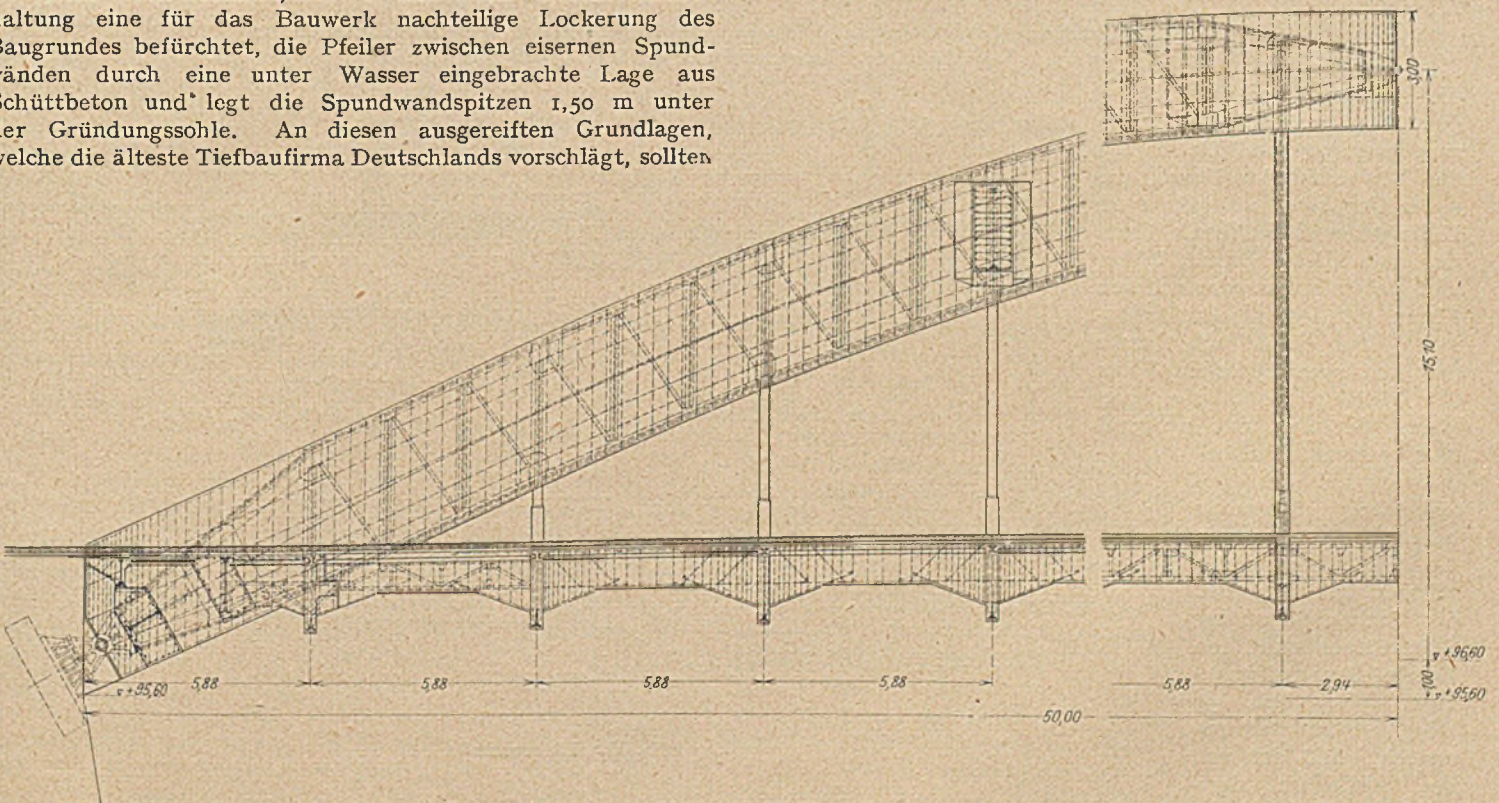 altung eine für das Bauwerk nachteilige Lockerung des
Baugrundes befürchtet, die Pfeiler zwischen eisernen Spund-
änden durch eine unter Wasser eingebrachte Lage aus
Schüttbeton und legt die Spundwandspitzen 1,50 m unter
er Gründungssohle. An diesen ausgereiften Grundlagen,
welche die älteste Tiefbaufirma Deutschlands vorschlägt, sollten
3,00
15,10
+96,60
1,00
+95,60
+95,60
5,88
5,88
5,88
5,88
5,88
2,94
50,00